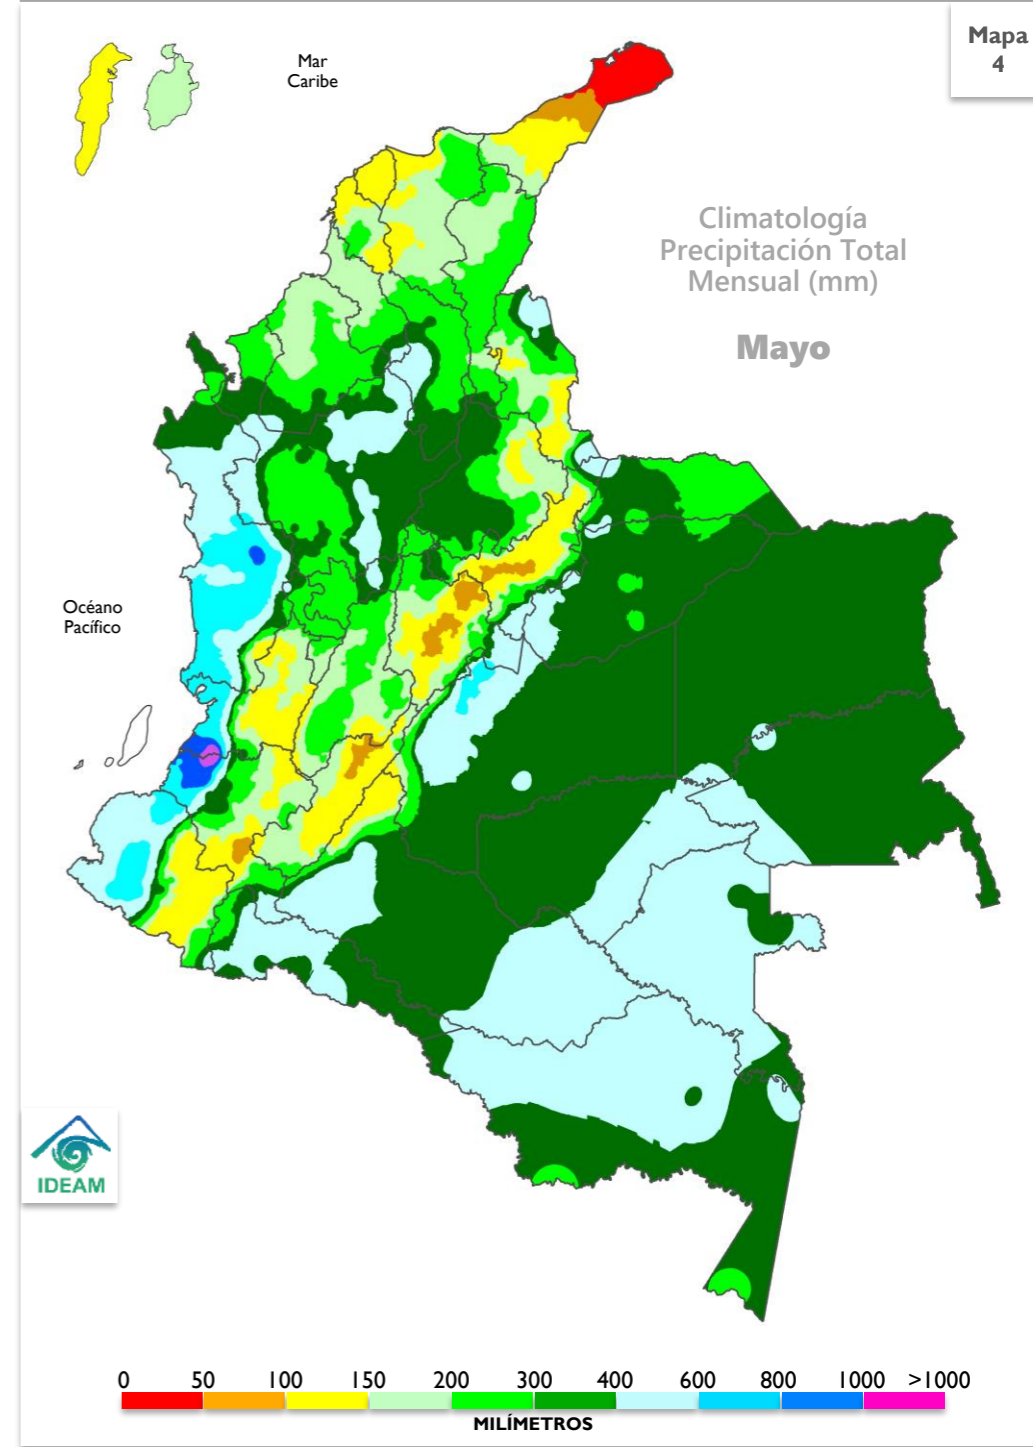 Mapa
4
Mar
Caribe
Climatología
Precipitación Total
Mensual (mm)
Mayo
Océano
Pacífico
IDEAM
0 50 100 150 200 300 400 600 800 1000 >1000
MILÍMETROS